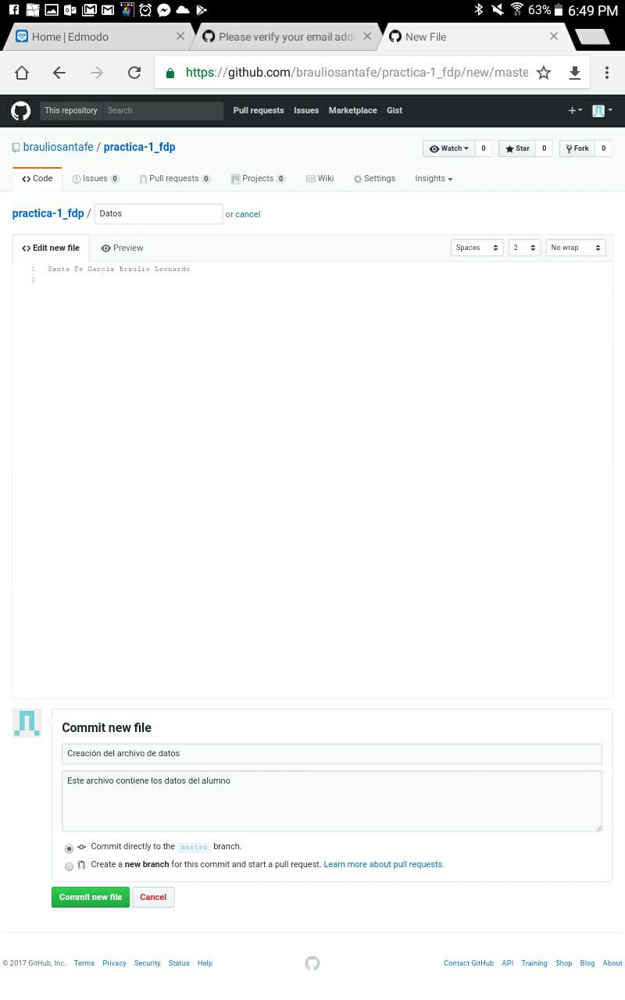 63% 6:49 PM
Home | Edmodo
Please verify your email addr
New File
https://github.com/brauliosantafe/practica-1_fdp/new/maste
This repository Search Pull requests Issues Marketplace Gist
brauliosantafe / practica-1_fdp
Watch 0 Star 0 Fork 0
Code Issues 0 Pull requests 0 Projects 0 Wiki Settings Insights
practica-1_fdp / Datos or cancel
Edit new file Preview Spaces 2 No wrap
1 Santa Fe Garcia Braulio Leonardo
2
Commit new file
Creación del archivo de datos
Este archivo contiene los datos del alumno
Commit directly to the master branch.
Create a new branch for this commit and start a pull request. Learn more about pull requests.
Commit new file Cancel
© 2017 GitHub, Inc. Terms Privacy Security Status Help Contact GitHub API Training Shop Blog About